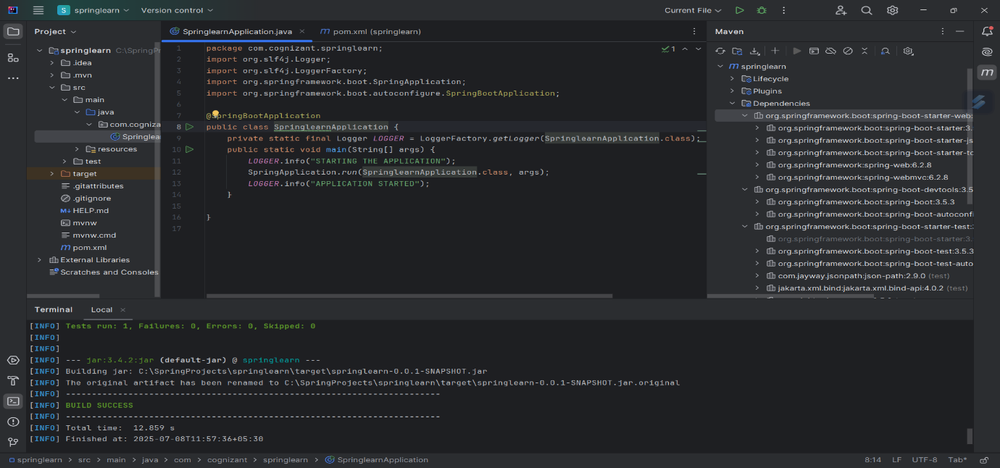 S springlearn Version control Current File
Project
springlearn C:\SpringPr
.idea
.mvn
src
main
java
com.cogniza
Springlea
resources
test
target
.gitattributes
.gitignore
M↓ HELP.md
mvnw
mvnw.cmd
m pom.xml
External Libraries
Scratches and Consoles
SpringlearnApplication.java m pom.xml (springlearn)
1 package com.cognizant.springlearn;
2 import org.slf4j.Logger;
3 import org.slf4j.LoggerFactory;
4 import org.springframework.boot.SpringApplication;
5 import org.springframework.boot.autoconfigure.SpringBootApplication;
6
7 @SpringBootApplication
8 public class SpringlearnApplication {
9 private static final Logger LOGGER = LoggerFactory.getLogger(SpringlearnApplication.class);
10 public static void main(String[] args) {
11 LOGGER.info("STARTING THE APPLICATION");
12 SpringApplication.run(SpringlearnApplication.class, args);
13 LOGGER.info("APPLICATION STARTED");
14 }
15
16 }
17
1
Maven
m springlearn
Lifecycle
Plugins
Dependencies
org.springframework.boot:spring-boot-starter-web:
org.springframework.boot:spring-boot-starter:3.
org.springframework.boot:spring-boot-starter-js
org.springframework.boot:spring-boot-starter-to
org.springframework:spring-web:6.2.8
org.springframework:spring-webmvc:6.2.8
org.springframework.boot:spring-boot-devtools:3.5
org.springframework.boot:spring-boot:3.5.3
org.springframework.boot:spring-boot-autoconfi
org.springframework.boot:spring-boot-starter-test:
org.springframework.boot:spring-boot-starter:3.
org.springframework.boot:spring-boot-test:3.5.3
org.springframework.boot:spring-boot-test-auto
com.jayway.jsonpath:json-path:2.9.0 (test)
jakarta.xml.bind:jakarta.xml.bind-api:4.0.2 (test)
m
Terminal Local
[INFO] Tests run: 1, Failures: 0, Errors: 0, Skipped: 0
[INFO]
[INFO]
[INFO] --- jar:3.4.2:jar (default-jar) @ springlearn ---
[INFO] Building jar: C:\SpringProjects\springlearn\target\springlearn-0.0.1-SNAPSHOT.jar
[INFO] The original artifact has been renamed to C:\SpringProjects\springlearn\target\springlearn-0.0.1-SNAPSHOT.jar.original
[INFO] ------------------------------------------------------------------------
[INFO] BUILD SUCCESS
[INFO] ------------------------------------------------------------------------
[INFO] Total time:  12.859 s
[INFO] Finished at: 2025-07-08T11:57:36+05:30
springlearn > src > main > java > com > cognizant > springlearn > SpringlearnApplication 8:14 LF UTF-8 Tab*